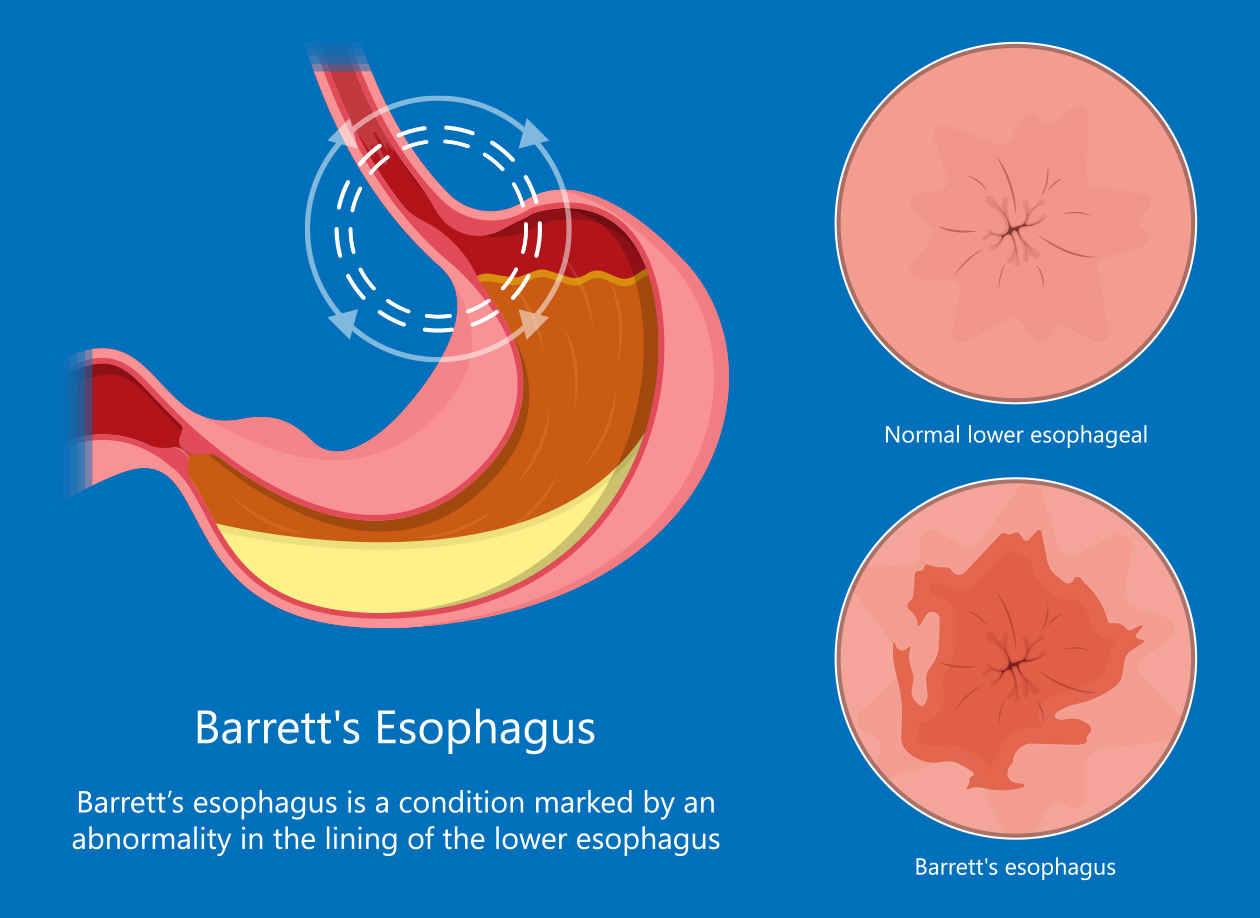 Normal lower esophageal
Barrett's Esophagus
Barrett’s esophagus is a condition marked by an
abnormality in the lining of the lower esophagus
Barrett's esophagus